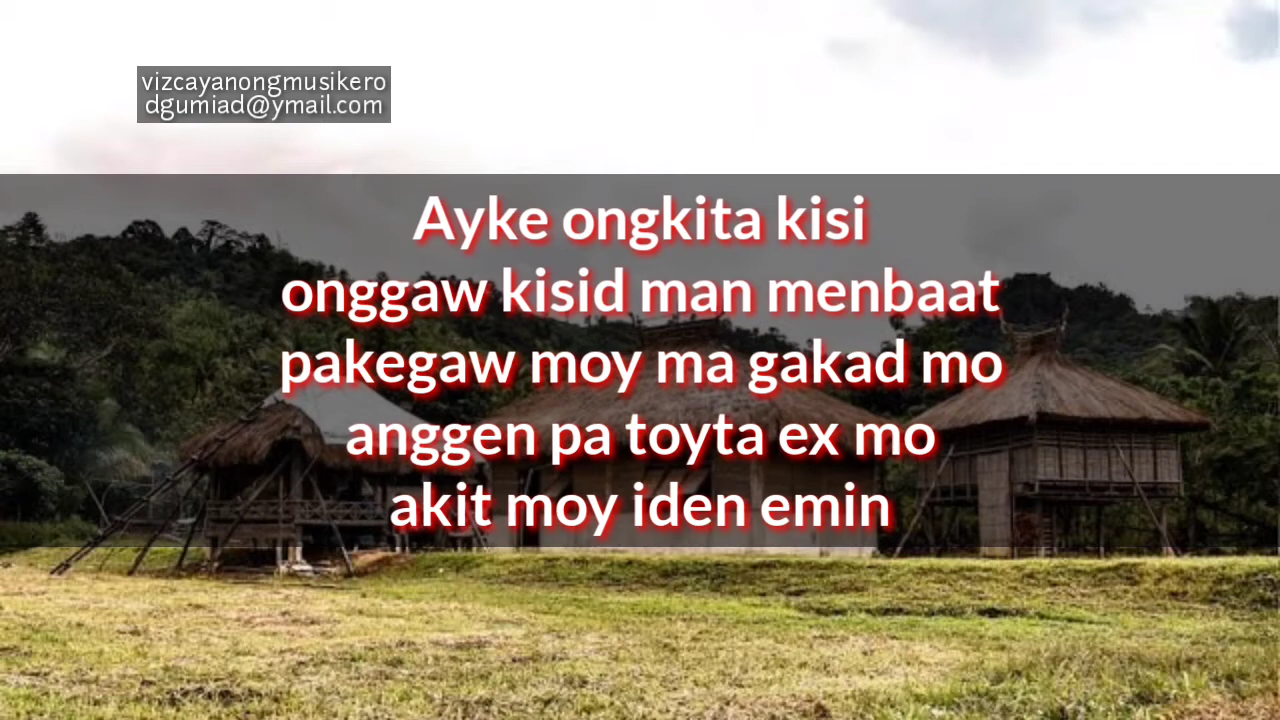 vizcayanongmusikero
dgumiad@ymail.com
Ayke ongkita kisi
onggaw kisid man menbaat
pakegaw moy ma gakad mo
anggen pa toyta ex mo
akit moy iden emin